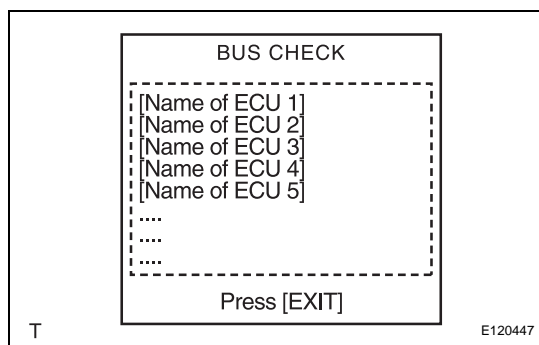 BUS CHECK
[Name of ECU 1]
[Name of ECU 2]
[Name of ECU 3]
[Name of ECU 4]
[Name of ECU 5]
....
....
....
Press [EXIT]
T
E120447